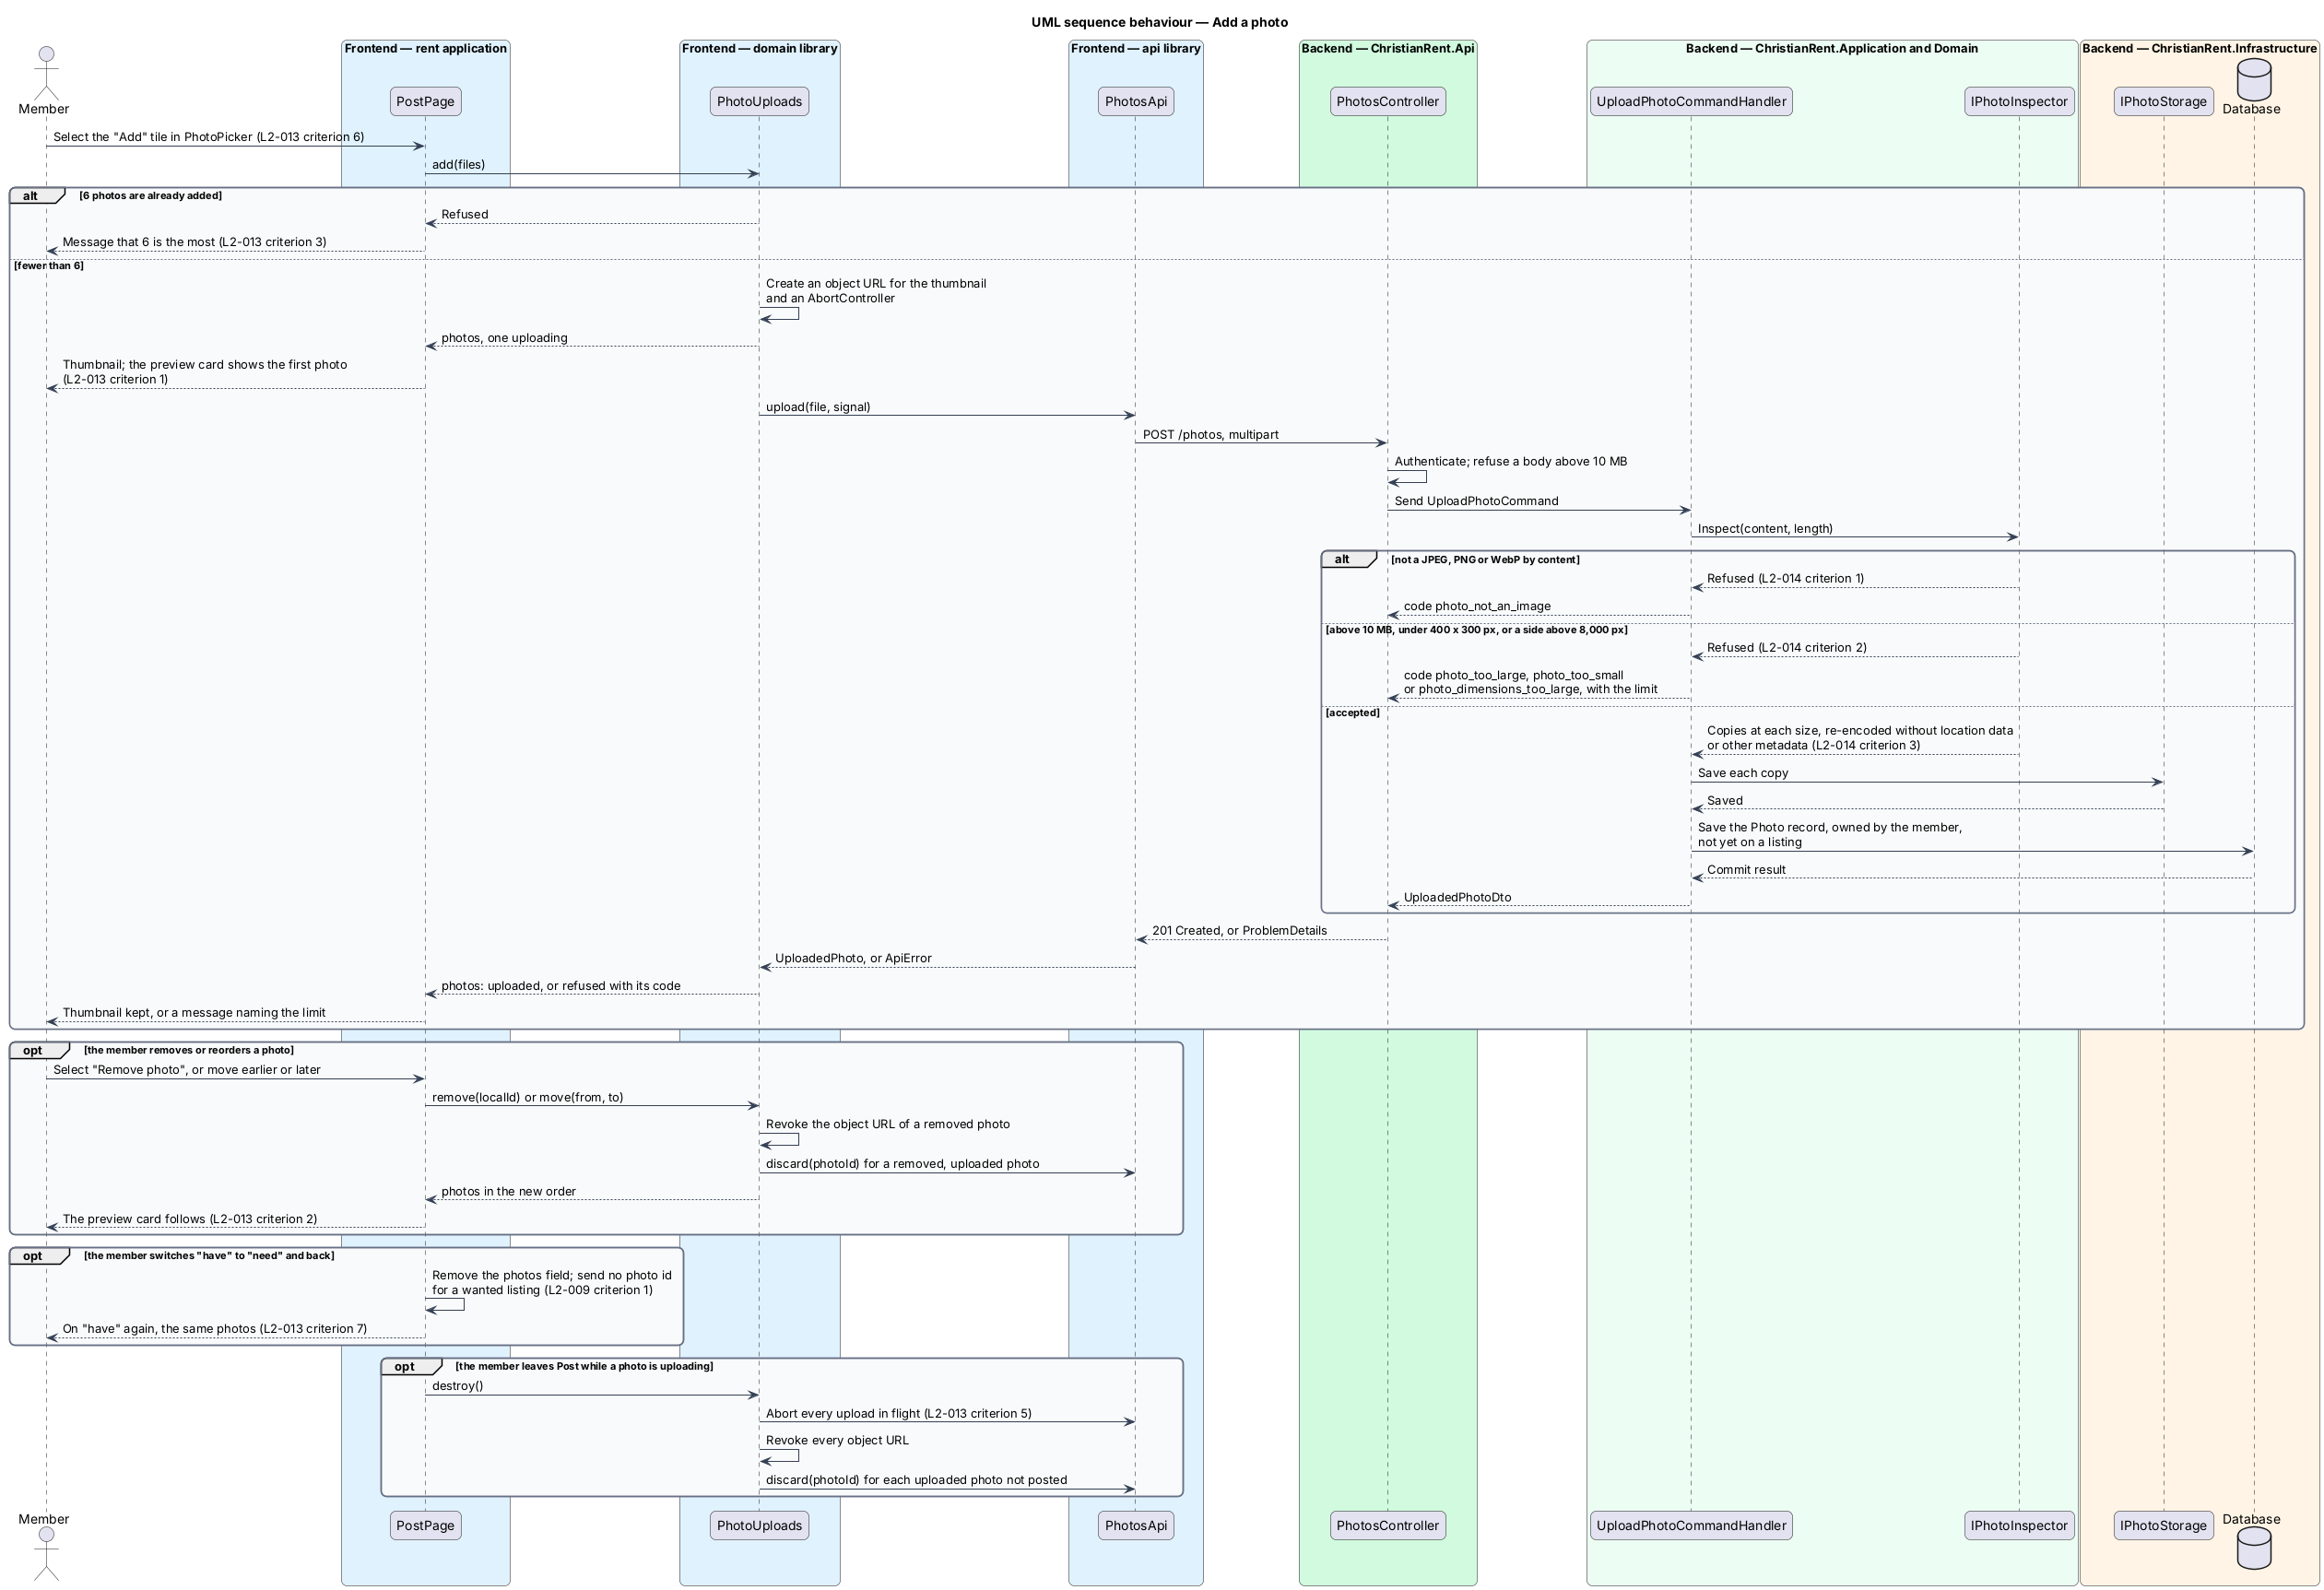 UML sequence behaviour — Add a photo
Frontend — rent application
Frontend — domain library
Frontend — api library
Backend — ChristianRent.Api
Backend — ChristianRent.Application and Domain
Backend — ChristianRent.Infrastructure
Member
PostPage
PhotoUploads
PhotosApi
PhotosController
UploadPhotoCommandHandler
IPhotoInspector
IPhotoStorage
Database
Select the "Add" tile in PhotoPicker (L2-013 criterion 6)
add(files)
alt
[6 photos are already added]
Refused
Message that 6 is the most (L2-013 criterion 3)
[fewer than 6]
Create an object URL for the thumbnail
and an AbortController
photos, one uploading
Thumbnail; the preview card shows the first photo
(L2-013 criterion 1)
upload(file, signal)
POST /photos, multipart
Authenticate; refuse a body above 10 MB
Send UploadPhotoCommand
Inspect(content, length)
alt
[not a JPEG, PNG or WebP by content]
Refused (L2-014 criterion 1)
code photo_not_an_image
[above 10 MB, under 400 x 300 px, or a side above 8,000 px]
Refused (L2-014 criterion 2)
code photo_too_large, photo_too_small
or photo_dimensions_too_large, with the limit
[accepted]
Copies at each size, re-encoded without location data
or other metadata (L2-014 criterion 3)
Save each copy
Saved
Save the Photo record, owned by the member,
not yet on a listing
Commit result
UploadedPhotoDto
201 Created, or ProblemDetails
UploadedPhoto, or ApiError
photos: uploaded, or refused with its code
Thumbnail kept, or a message naming the limit
opt
[the member removes or reorders a photo]
Select "Remove photo", or move earlier or later
remove(localId) or move(from, to)
Revoke the object URL of a removed photo
discard(photoId) for a removed, uploaded photo
photos in the new order
The preview card follows (L2-013 criterion 2)
opt
[the member switches "have" to "need" and back]
Remove the photos field; send no photo id
for a wanted listing (L2-009 criterion 1)
On "have" again, the same photos (L2-013 criterion 7)
opt
[the member leaves Post while a photo is uploading]
destroy()
Abort every upload in flight (L2-013 criterion 5)
Revoke every object URL
discard(photoId) for each uploaded photo not posted
Member
PostPage
PhotoUploads
PhotosApi
PhotosController
UploadPhotoCommandHandler
IPhotoInspector
IPhotoStorage
Database